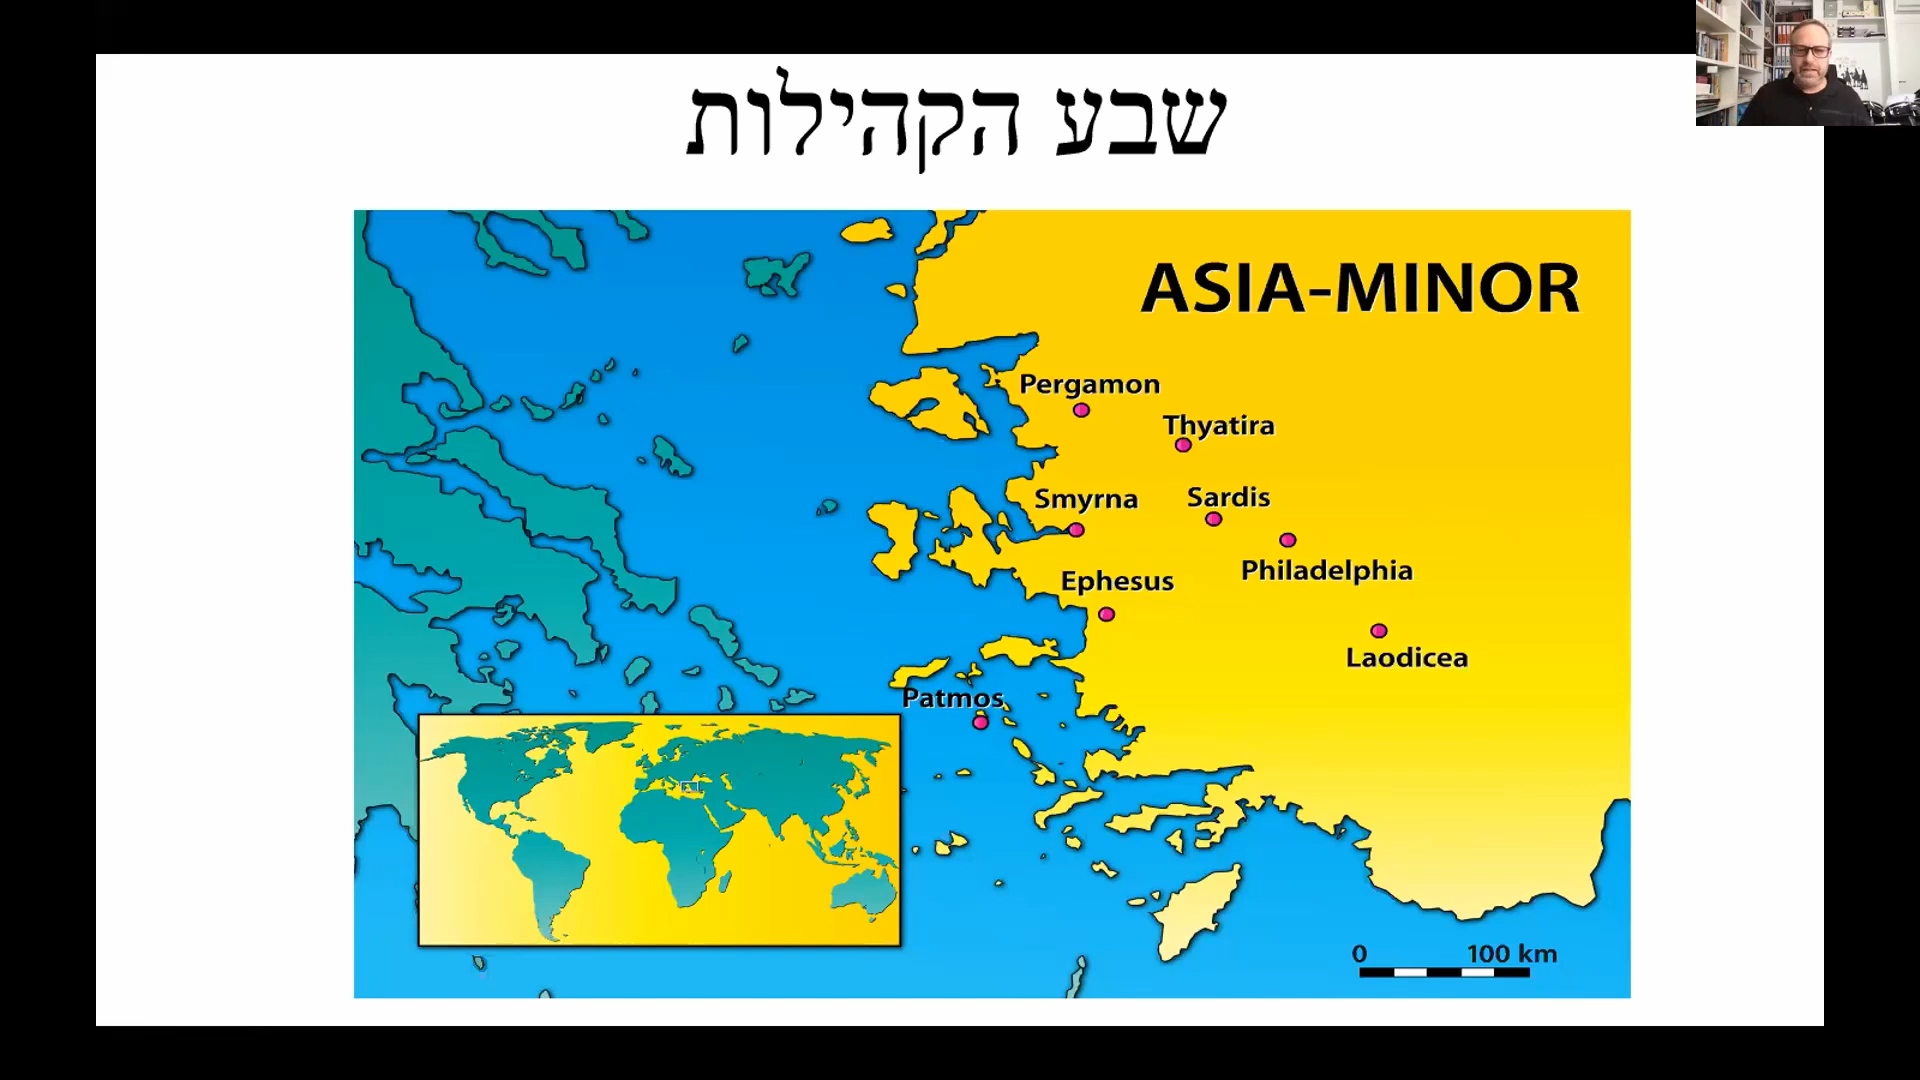 שבע הקהילות
ASIA-MINOR
Pergamon
Thyatira
Smyrna
Sardis
Philadelphia
Ephesus
Laodicea
Patmos
0 100 km